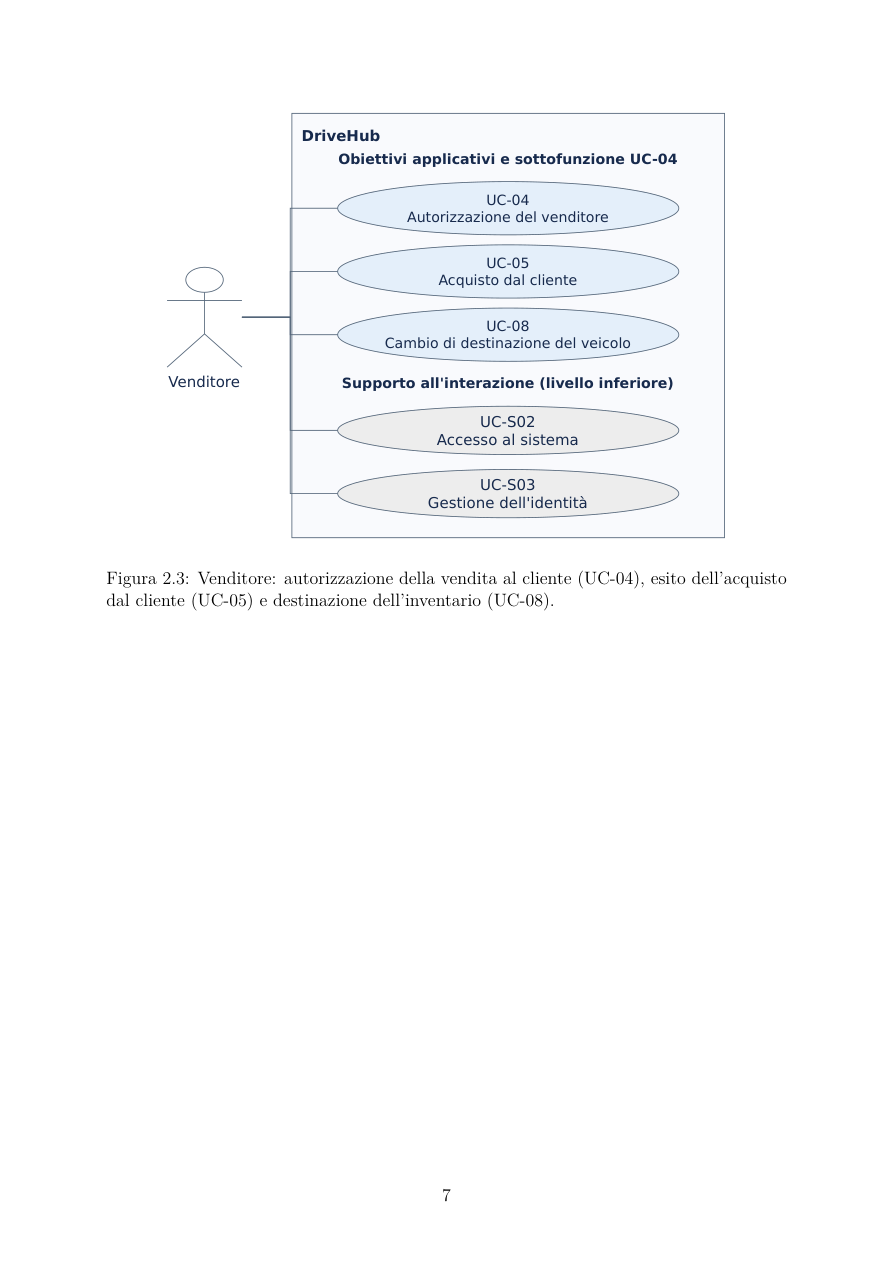 DriveHub
Obiettivi applicativi e sottofunzione UC-04
UC-04
Autorizzazione del venditore
UC-05
Acquisto dal cliente
UC-08
Cambio di destinazione del veicolo
Venditore
Supporto all'interazione (livello inferiore)
UC-S02
Accesso al sistema
UC-S03
Gestione dell'identità
Figura 2.3: Venditore: autorizzazione della vendita al cliente (UC-04), esito dell'acquisto
dal cliente (UC-05) e destinazione dell'inventario (UC-08).
7